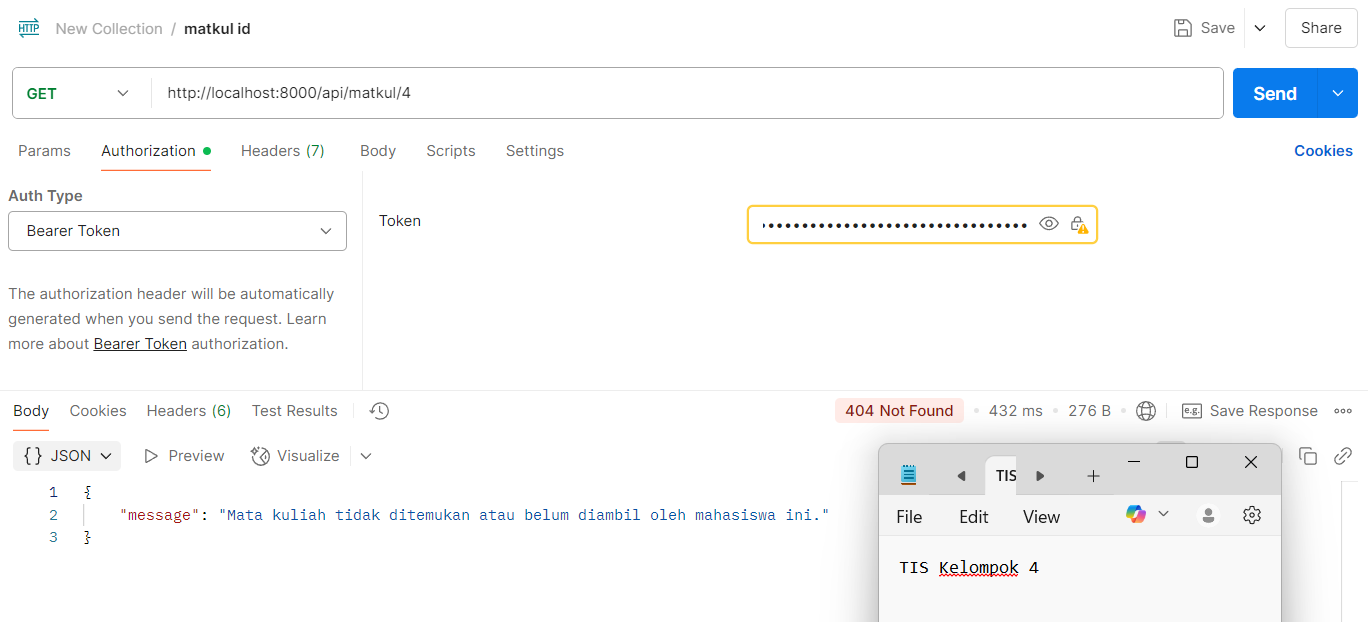 HTTP New Collection / matkul id Save Share
GET http://localhost:8000/api/matkul/4 Send
Params Authorization Headers (7) Body Scripts Settings Cookies
Auth Type
Bearer Token
Token
The authorization header will be automatically
generated when you send the request. Learn
more about Bearer Token authorization.
Body Cookies Headers (6) Test Results 404 Not Found 432 ms 276 B e.g. Save Response
{} JSON Preview Visualize
1 {
2 "message": "Mata kuliah tidak ditemukan atau belum diambil oleh mahasiswa ini."
3 }
TIS
File Edit View
TIS Kelompok 4